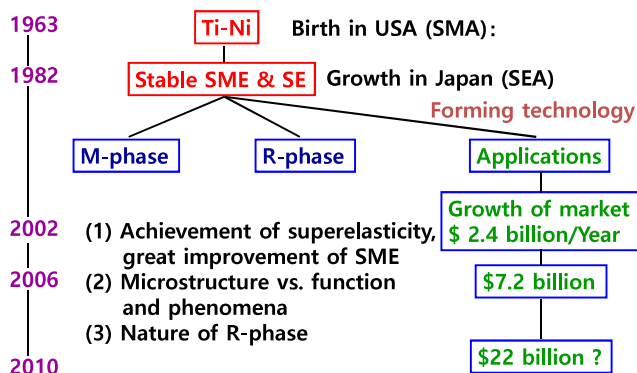 1963 Ti-Ni Birth in USA (SMA):
1982 Stable SME & SE Growth in Japan (SEA)
Forming technology
M-phase R-phase Applications
Growth of market
2002 (1) Achievement of superelasticity, $ 2.4 billion/Year
great improvement of SME
2006 (2) Microstructure vs. function $7.2 billion
and phenomena
(3) Nature of R-phase
2010 $22 billion ?